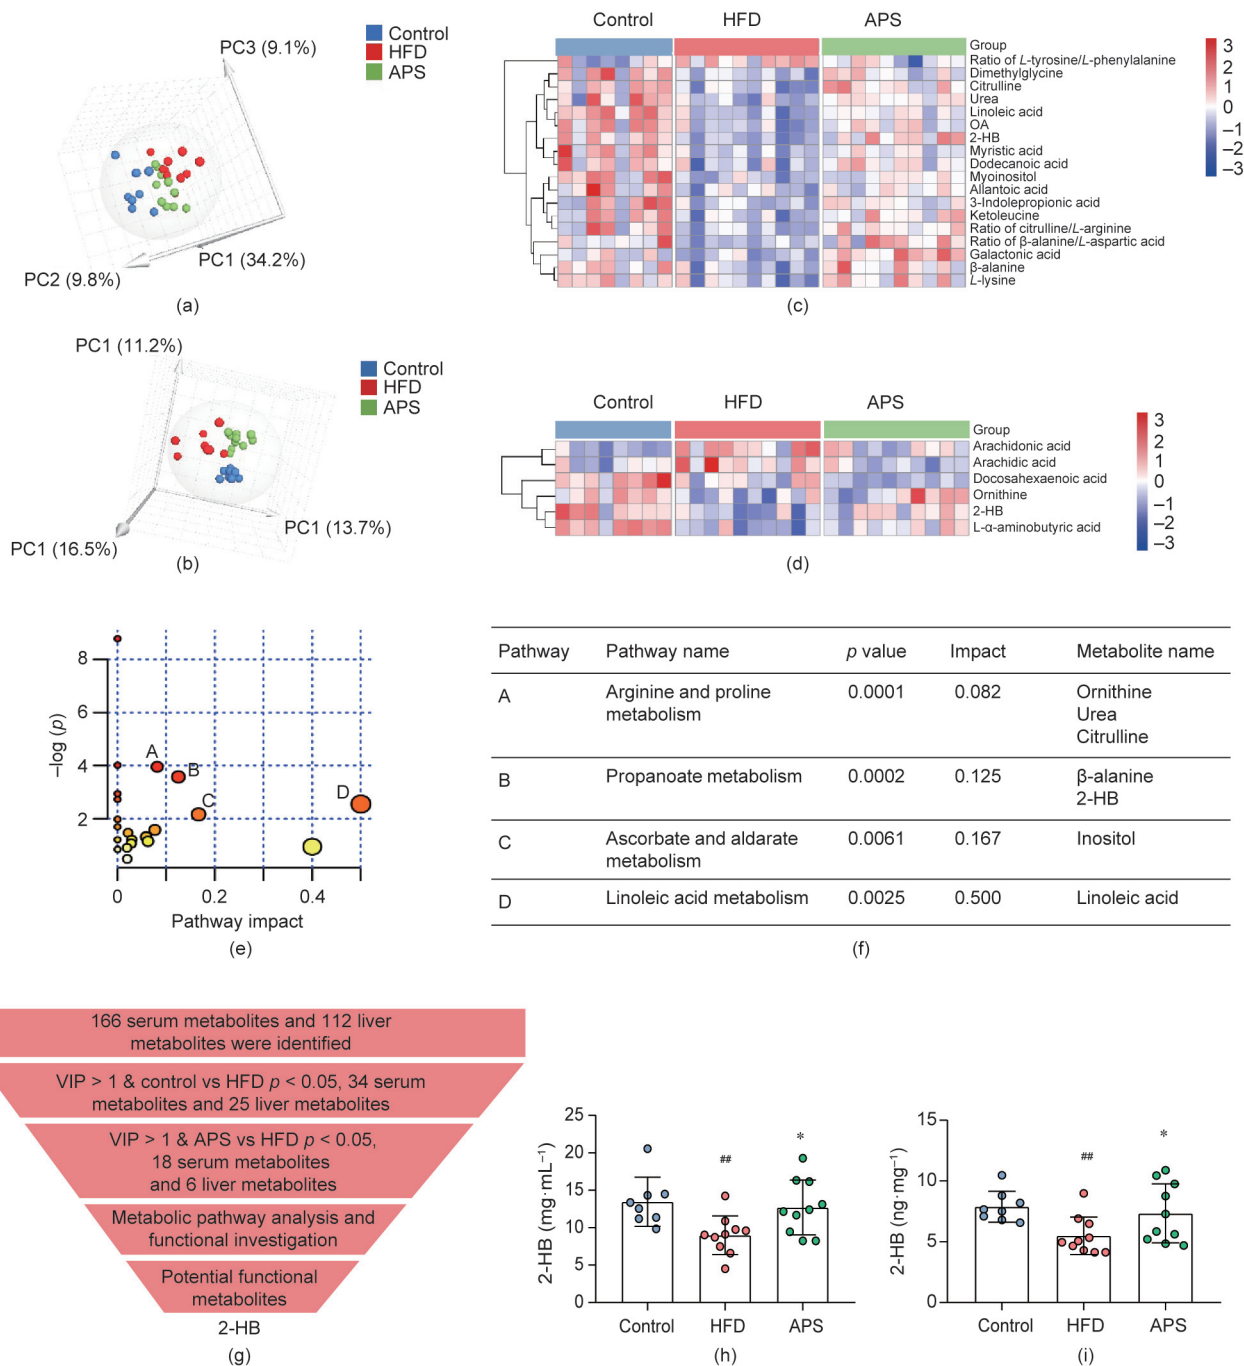 PC3 (9.1%)
Control
HFD
APS
PC1 (34.2%)
PC2 (9.8%)
(a)
Control
HFD
APS
Group
Ratio of L-tyrosine/L-phenylalanine
Dimethylglycine
Citrulline
Urea
Linoleic acid
OA
2-HB
Myristic acid
Dodecanoic acid
Myoinositol
Allantoic acid
3-Indolepropionic acid
Ketoleucine
Ratio of citrulline/L-arginine
Ratio of β-alanine/L-aspartic acid
Galactonic acid
β-alanine
L-lysine
3
2
1
0
–1
–2
–3
(c)
PC1 (11.2%)
Control
HFD
APS
PC1 (13.7%)
PC1 (16.5%)
(b)
Control
HFD
APS
Group
Arachidonic acid
Arachidic acid
Docosahexaenoic acid
Ornithine
2-HB
L-α-aminobutyric acid
3
2
1
0
–1
–2
–3
(d)
–log (p)
8
6
4
2
A
B
C
D
0
0.2
0.4
Pathway impact
(e)
Pathway Pathway name p value Impact Metabolite name
A Arginine and proline 0.0001 0.082 Ornithine
metabolism Urea
Citrulline
B Propanoate metabolism 0.0002 0.125 β-alanine
2-HB
C Ascorbate and aldarate 0.0061 0.167 Inositol
metabolism
D Linoleic acid metabolism 0.0025 0.500 Linoleic acid
(f)
166 serum metabolites and 112 liver
metabolites were identified
VIP > 1 & control vs HFD p < 0.05, 34 serum
metabolites and 25 liver metabolites
VIP > 1 & APS vs HFD p < 0.05,
18 serum metabolites
and 6 liver metabolites
Metabolic pathway analysis and
functional investigation
Potential functional
metabolites
2-HB
(g)
2-HB (mg·mL⁻¹)
25
20
15
10
5
0
##
*
Control
HFD
APS
(h)
2-HB (ng·mg⁻¹)
15
10
5
0
##
*
Control
HFD
APS
(i)